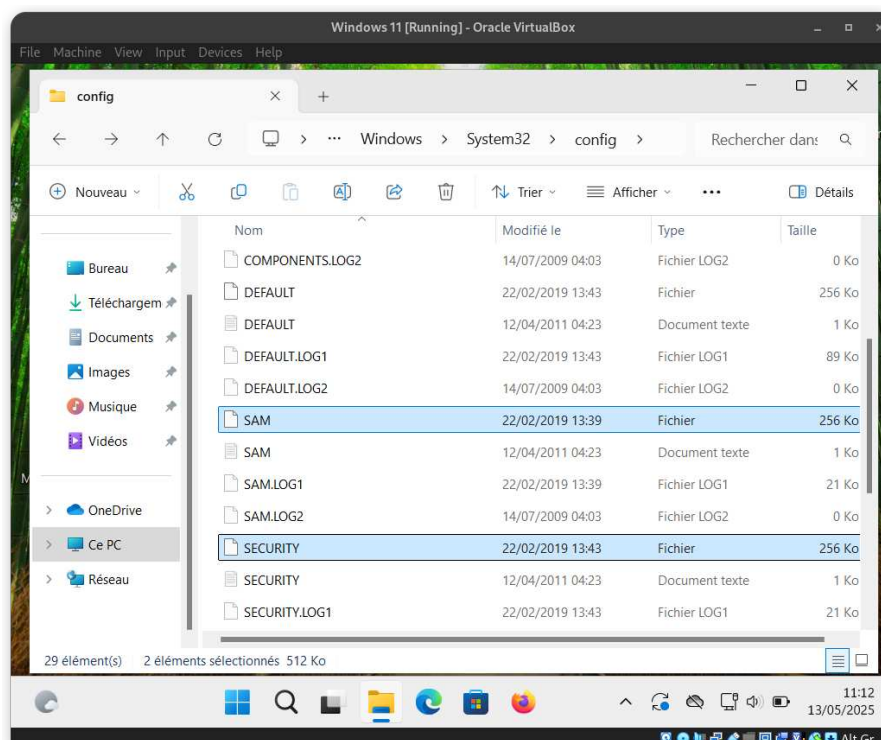 Windows 11 [Running] - Oracle VirtualBox
File Machine View Input Devices Help
config
… Windows > System32 > config >
Rechercher dans
Nouveau
Trier
Afficher
Détails
Nom Modifié le Type Taille
Bureau
Téléchargem
Documents
Images
Musique
Vidéos
OneDrive
Ce PC
Réseau
COMPONENTS.LOG2 14/07/2009 04:03 Fichier LOG2 0 Ko
DEFAULT 22/02/2019 13:43 Fichier 256 Ko
DEFAULT 12/04/2011 04:23 Document texte 1 Ko
DEFAULT.LOG1 22/02/2019 13:43 Fichier LOG1 89 Ko
DEFAULT.LOG2 14/07/2009 04:03 Fichier LOG2 0 Ko
SAM 22/02/2019 13:39 Fichier 256 Ko
SAM 12/04/2011 04:23 Document texte 1 Ko
SAM.LOG1 22/02/2019 13:39 Fichier LOG1 21 Ko
SAM.LOG2 14/07/2009 04:03 Fichier LOG2 0 Ko
SECURITY 22/02/2019 13:43 Fichier 256 Ko
SECURITY 12/04/2011 04:23 Document texte 1 Ko
SECURITY.LOG1 22/02/2019 13:43 Fichier LOG1 21 Ko
29 élément(s) 2 éléments sélectionnés 512 Ko
11:12
13/05/2025
Alt Gr